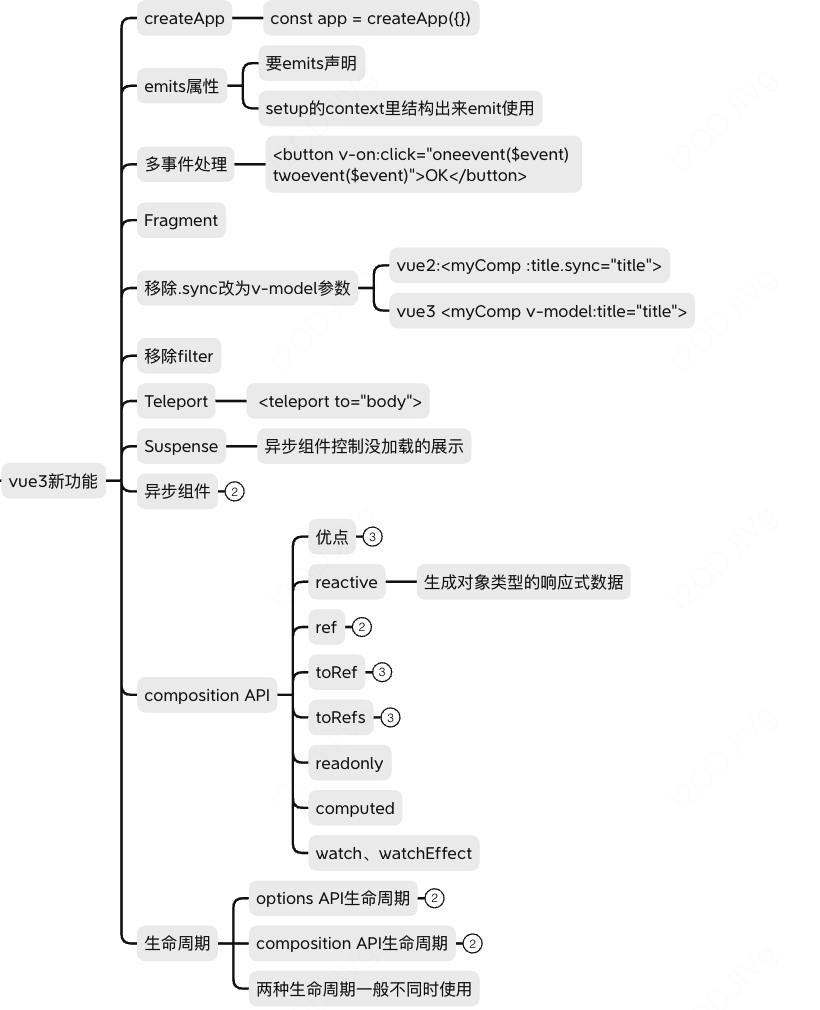 createApp
const app = createApp({})
emits属性
要emits声明
setup的context里结构出来emit使用
多事件处理
<button v-on:click="oneevent($event)
twoevent($event)">OK</button>
Fragment
移除.sync改为v-model参数
vue2:<myComp :title.sync="title">
vue3 <myComp v-model:title="title">
移除filter
Teleport
<teleport to="body">
Suspense
异步组件控制没加载的展示
vue3新功能
异步组件
2
composition API
优点
3
reactive
生成对象类型的响应式数据
ref
2
toRef
3
toRefs
3
readonly
computed
watch、watchEffect
生命周期
options API生命周期
2
composition API生命周期
2
两种生命周期一般不同时使用